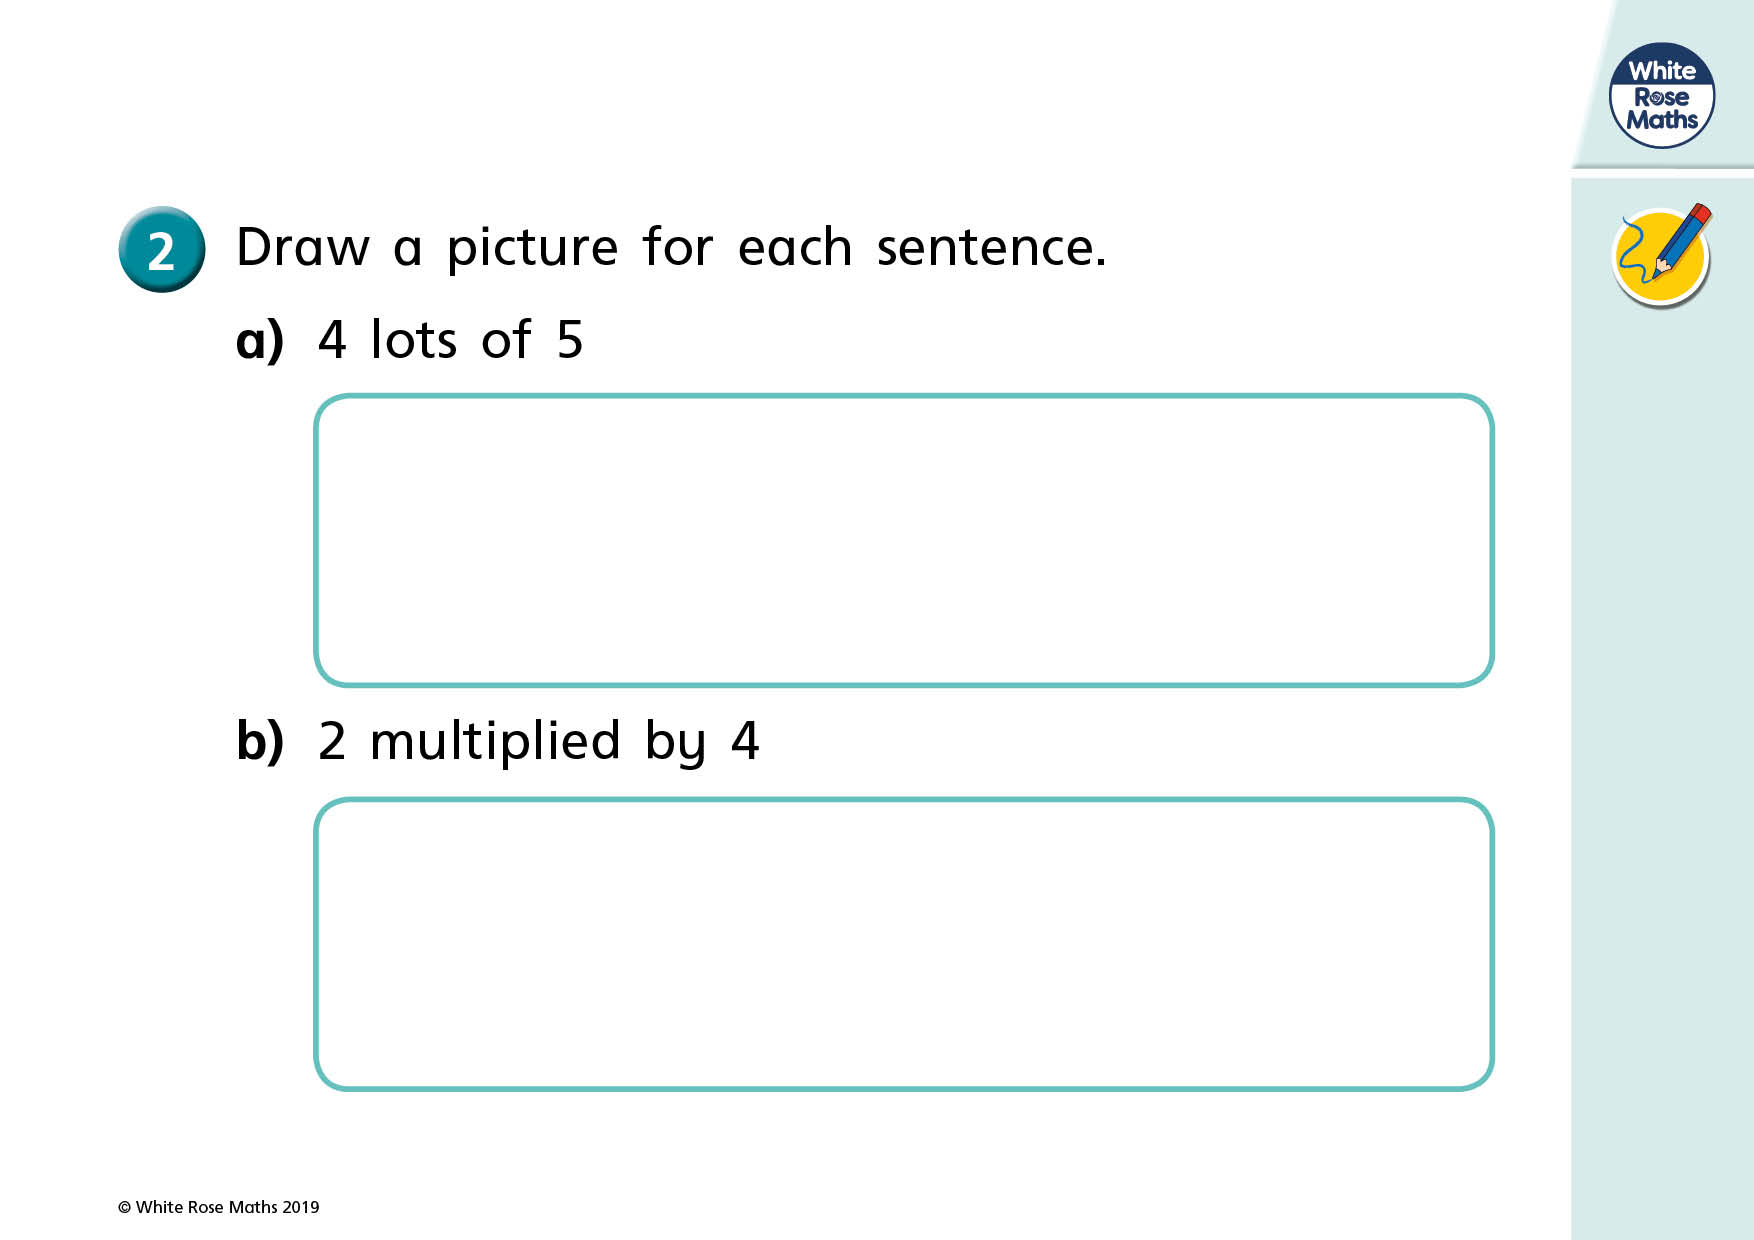 White
Rose
Maths
2 Draw a picture for each sentence.
a) 4 lots of 5
b) 2 multiplied by 4
© White Rose Maths 2019